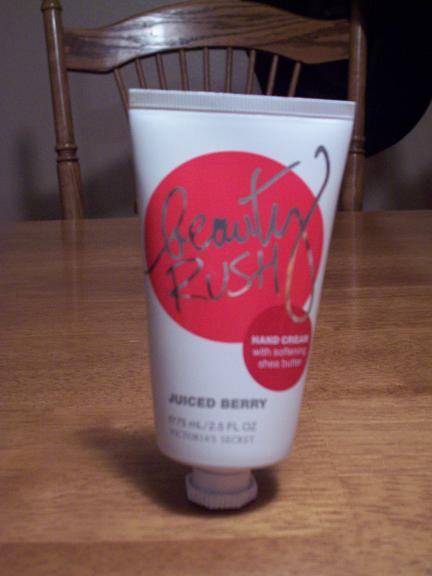 beauty
RUSH
HAND CREAM
with softening
shea butter
JUICED BERRY
℮75 mL/2.5 FL OZ
VICTORIA'S SECRET